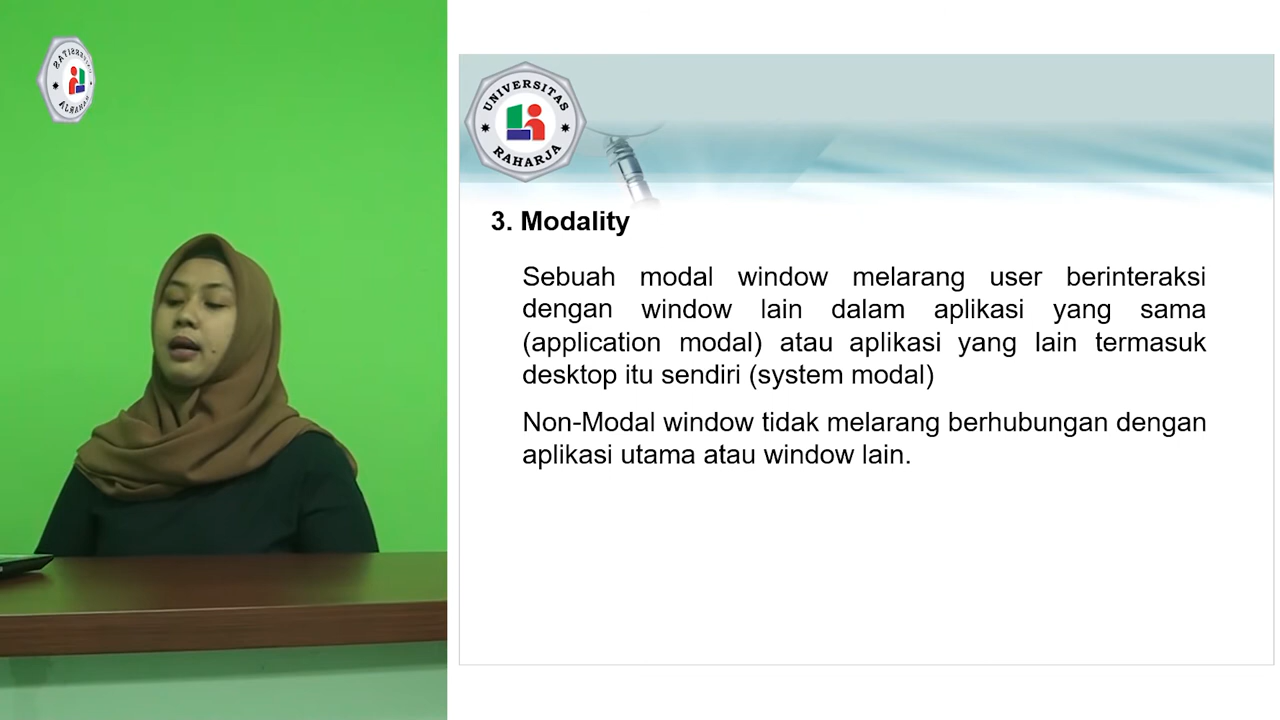 UNIVERSITAS
RAHARJA
UNIVERSITAS
RAHARJA
3. Modality
Sebuah modal window melarang user berinteraksi
dengan window lain dalam aplikasi yang sama
(application modal) atau aplikasi yang lain termasuk
desktop itu sendiri (system modal)
Non-Modal window tidak melarang berhubungan dengan
aplikasi utama atau window lain.